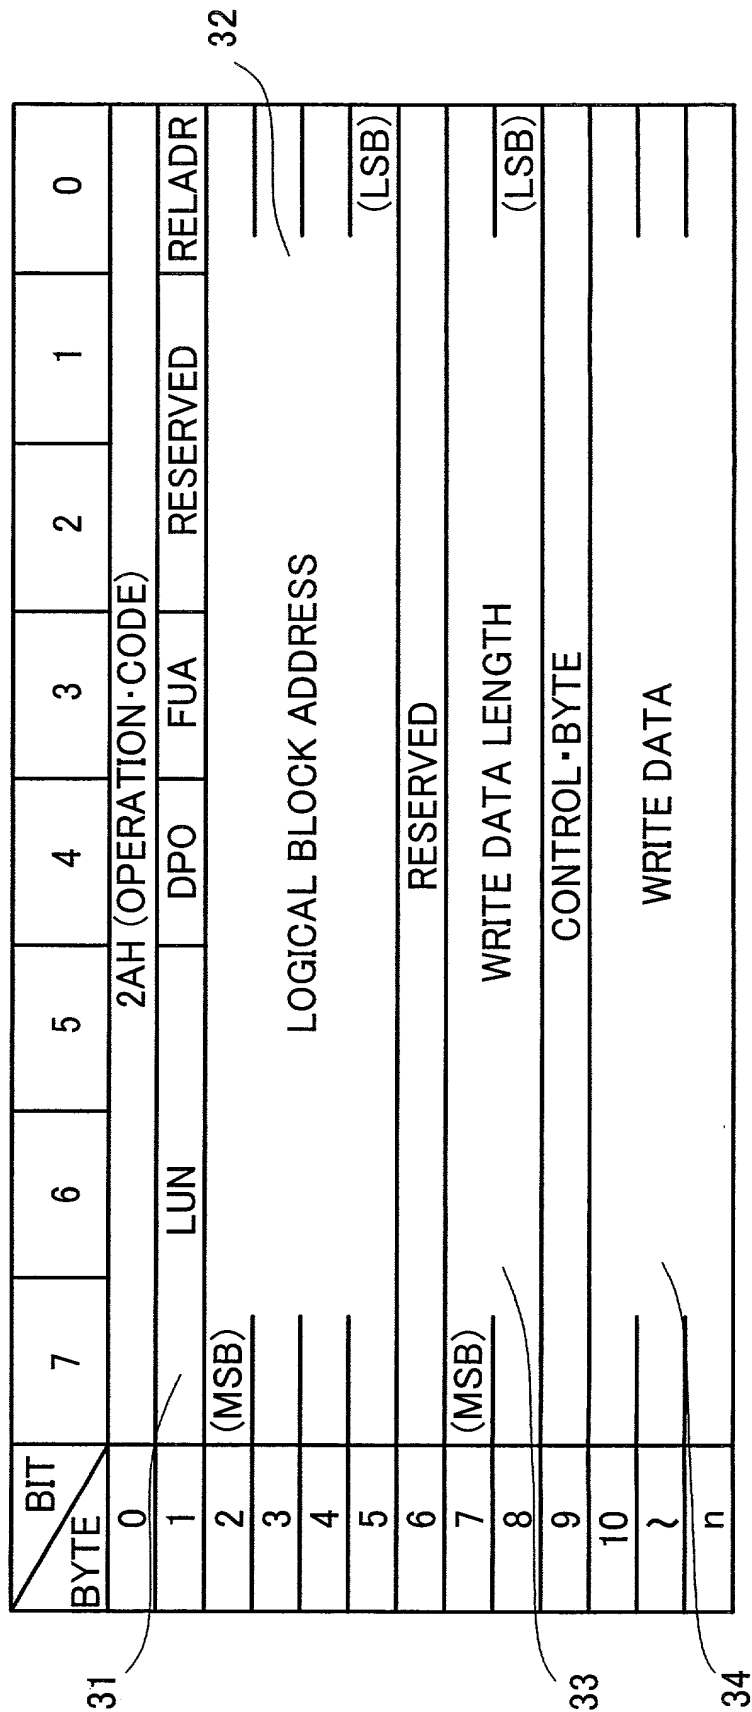 32
BIT
BYTE 7 6 5 4 3 2 1 0
0 2AH (OPERATION·CODE)
1 LUN DPO FUA RESERVED RELADR
2 (MSB)
3 LOGICAL BLOCK ADDRESS
4
5 (LSB)
6 RESERVED
7 (MSB) WRITE DATA LENGTH
8 (LSB)
9 CONTROL·BYTE
10
~ WRITE DATA
n
31
33
34